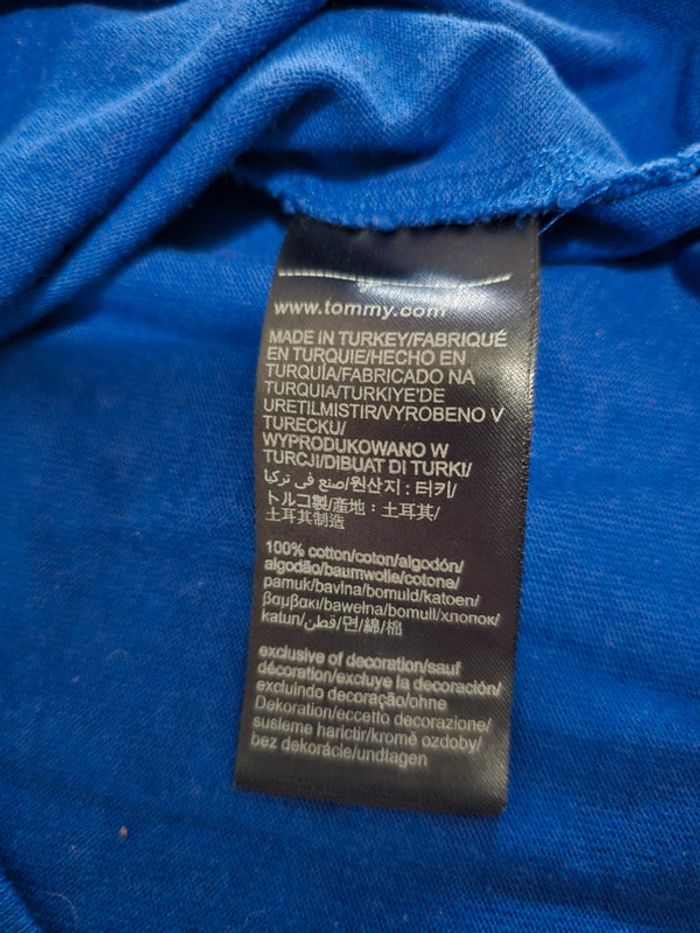 www.tommy.com
MADE IN TURKEY/FABRIQUÉ
EN TURQUIE/HECHO EN
TURQUÍA/FABRICADO NA
TURQUIA/TURKIYE'DE
URETILMISTIR/VYROBENO V
TURECKU/
WYPRODUKOWANO W
TURCJI/DIBUAT DI TURKI/
صنع في تركيا/원산지 : 터키/
トルコ製/產地：土耳其/
土耳其制造
100% cotton/coton/algodón/
algodão/baumwolle/cotone/
pamuk/bavlna/bomuld/katoen/
βαμβακι/bawełna/bomull/хлопок/
katun/قطن/면/綿/棉
exclusive of decoration/sauf
décoration/excluye la decoración/
excluindo decoração/ohne
Dekoration/eccetto decorazione/
susleme harictir/kromě ozdoby/
bez dekorácie/undtagen